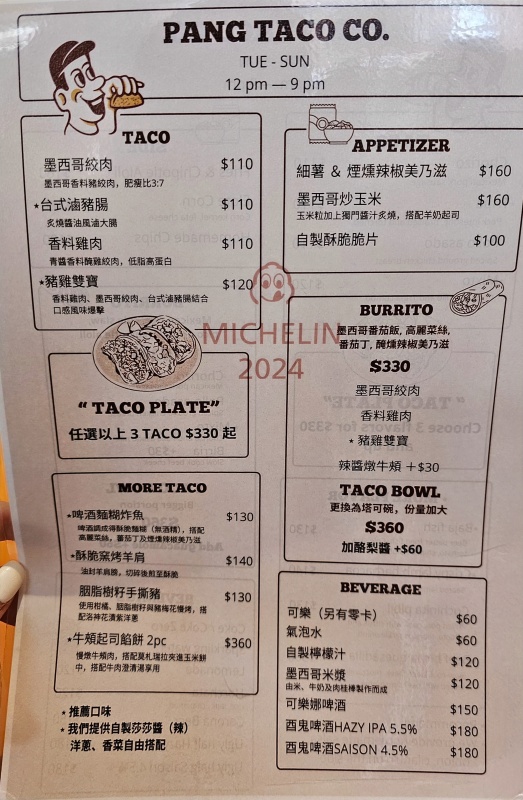 PANG TACO CO.
TUE - SUN
12 pm — 9 pm
TACO
墨西哥絞肉 $110
墨西哥香料豬絞肉，肥瘦比3:7
★台式滷豬腸 $110
炙燒醬油風滷大腸
香料雞肉 $110
青醬香料醃雞絞肉，低脂高蛋白
★豬雞雙寶 $120
香料雞肉、墨西哥絞肉、台式滷豬腸結合
口感風味爆擊
“ TACO PLATE”
任選以上 3 TACO $330 起
MORE TACO
★啤酒麵糊炸魚 $130
啤酒調成得酥脆麵糊（無酒精），搭配
高麗菜絲，蕃茄丁及煙燻辣椒美乃滋
★酥脆窯烤羊肩 $140
油封羊肩膀，切碎後煎至酥脆
胭脂樹籽手撕豬 $130
使用柑橘、胭脂樹籽與豬梅花慢烤，搭
配洛神花漬紫洋蔥
★牛頰起司餡餅 2pc $360
慢燉牛頰肉，搭配莫札瑞拉夾進玉米餅
中，搭配牛肉澄清湯享用
★ 推薦口味
★ 我們提供自製莎莎醬（辣）
洋蔥、香菜自由搭配
APPETIZER
細薯 & 煙燻辣椒美乃滋 $160
墨西哥炒玉米 $160
玉米粒加上獨門醬汁炙燒，搭配羊奶起司
自製酥脆脆片 $100
BURRITO
墨西哥番茄飯, 高麗菜絲,
番茄丁, 醃燻辣椒美乃滋
$330
墨西哥絞肉
香料雞肉
★ 豬雞雙寶
辣醬燉牛頰 +$30
TACO BOWL
更換為塔可碗，份量加大
$360
加酪梨醬 +$60
BEVERAGE
可樂（另有零卡） $60
氣泡水 $60
自製檸檬汁 $120
墨西哥米漿 $120
由米、牛奶及肉桂棒製作而成
可樂娜啤酒 $150
酉鬼啤酒HAZY IPA 5.5% $180
酉鬼啤酒SAISON 4.5% $180
MICHELIN
2024